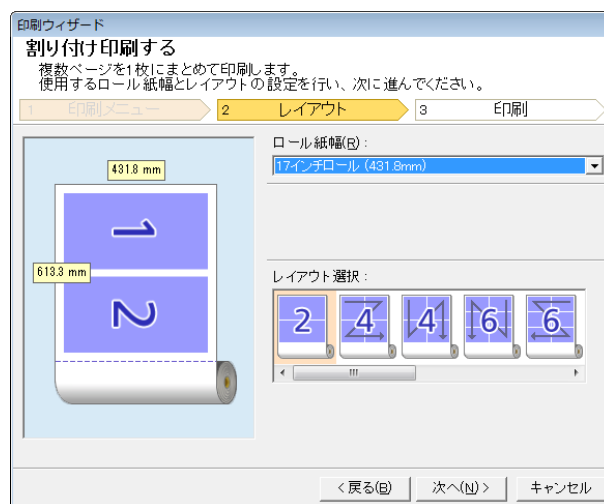 印刷ウィザード
割り付け印刷する
複数ページを1枚にまとめて印刷します。
使用するロール紙幅とレイアウトの設定を行い、次に進んでください。
1 印刷メニュー 2 レイアウト 3 印刷
ロール紙幅(R):
17インチロール (431.8mm)
431.8 mm
1
613.3 mm
2
レイアウト選択:
2 4 4 6 6
<戻る(B) 次へ(N)> キャンセル